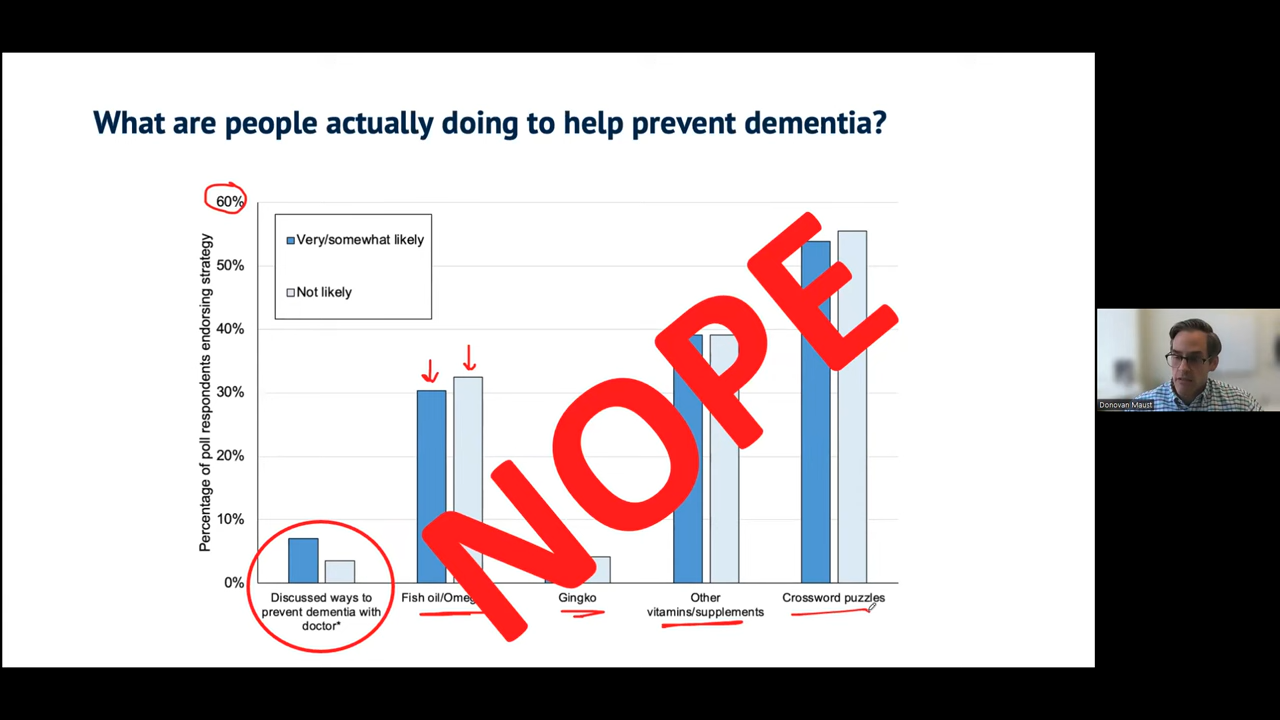 What are people actually doing to help prevent dementia?
60%
50%
40%
30%
20%
10%
0%
Percentage of poll respondents endorsing strategy
Very/somewhat likely
Not likely
NOPE
Discussed ways to
prevent dementia with
doctor*
Fish oil/Omeg
Gingko
Other
vitamins/supplements
Crossword puzzles
Donovan Maust